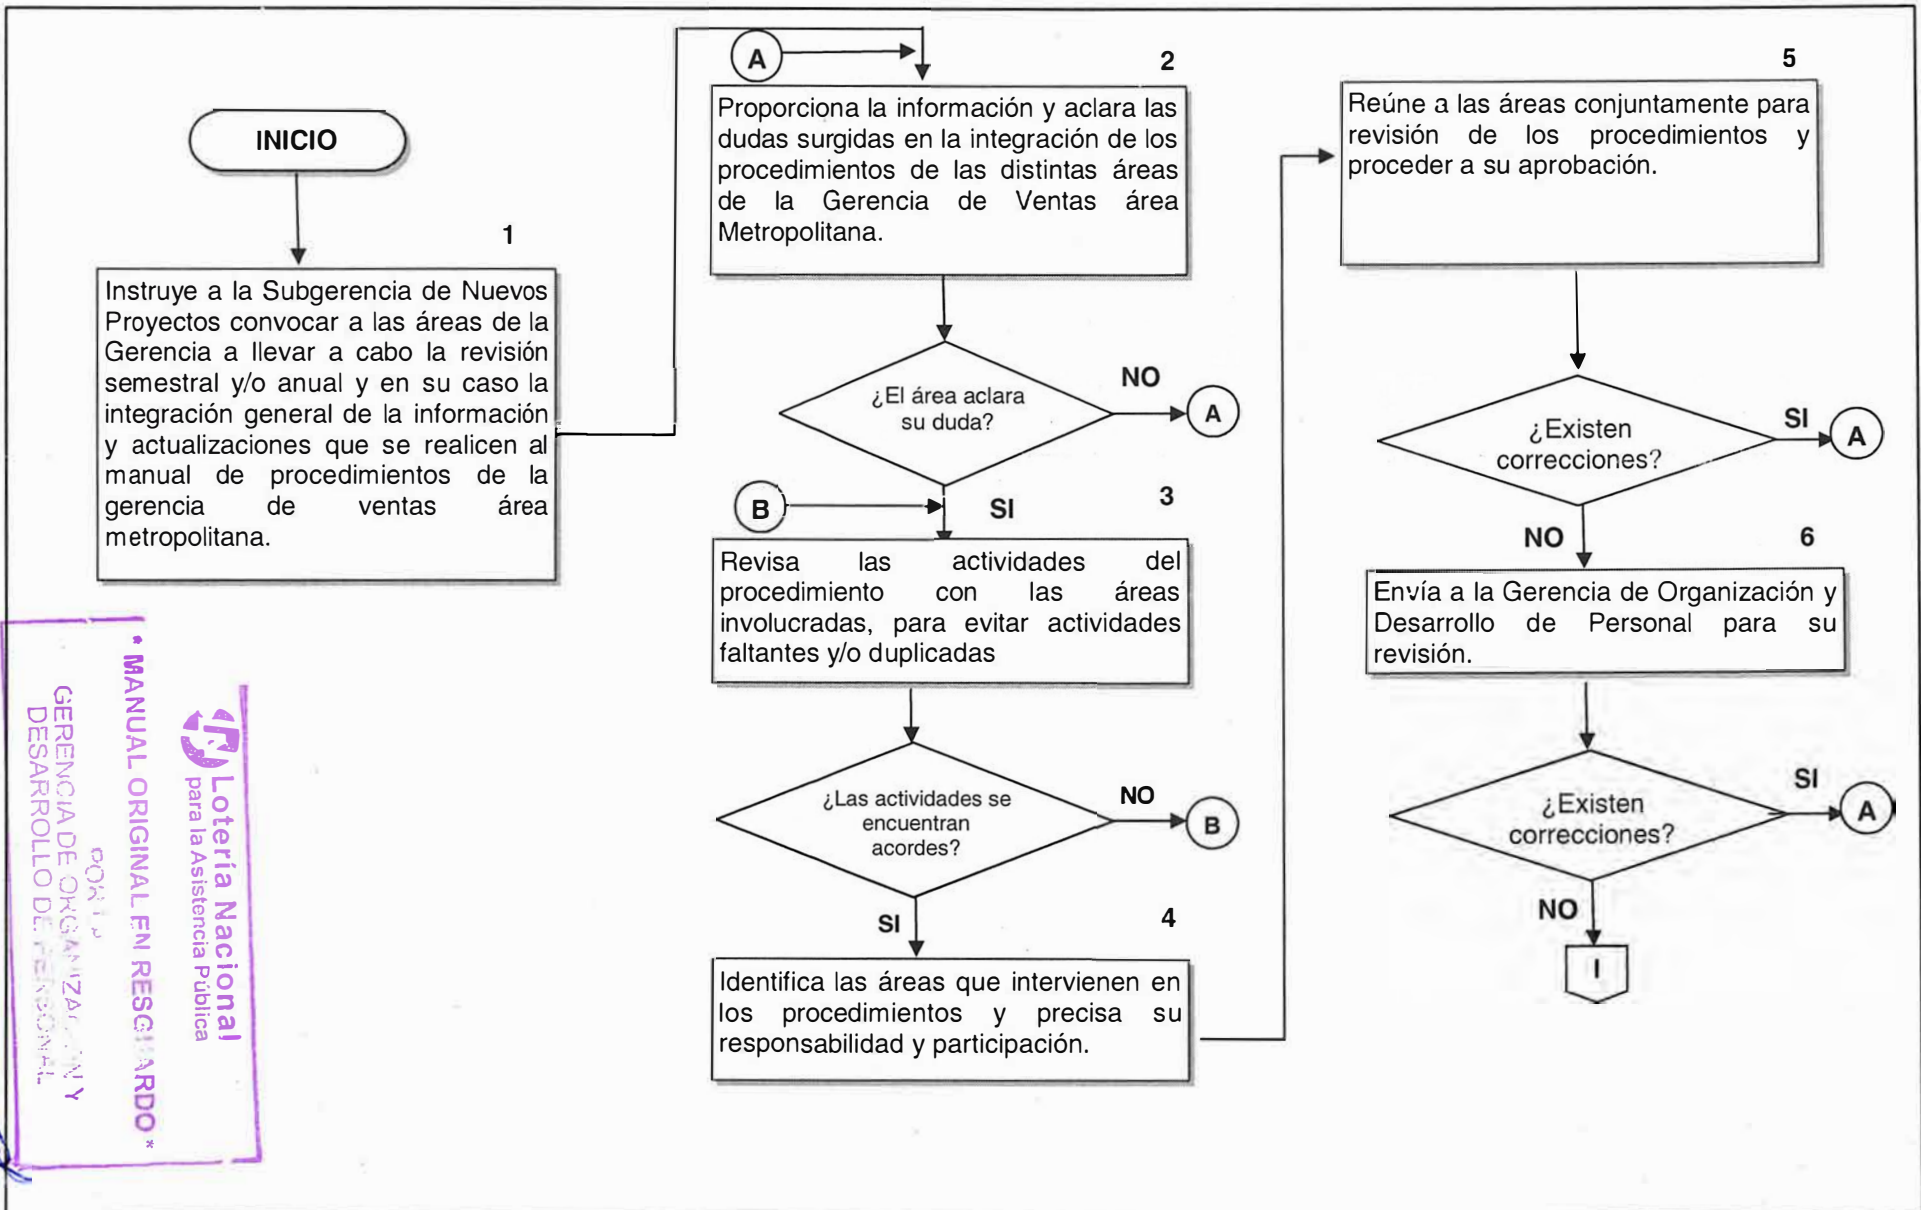 INICIO
1
Instruye a la Subgerencia de Nuevos
Proyectos convocar a las áreas de la
Gerencia a llevar a cabo la revisión
semestral y/o anual y en su caso la
integración general de la información
y actualizaciones que se realicen al
manual de procedimientos de la
gerencia de ventas área
metropolitana.
A
2
Proporciona la información y aclara las
dudas surgidas en la integración de los
procedimientos de las distintas áreas
de la Gerencia de Ventas área
Metropolitana.
¿El área aclara
su duda?
NO
A
B
SI
3
Revisa las actividades del
procedimiento con las áreas
involucradas, para evitar actividades
faltantes y/o duplicadas
¿Las actividades se
encuentran
acordes?
NO
B
SI
4
Identifica las áreas que intervienen en
los procedimientos y precisa su
responsabilidad y participación.
5
Reúne a las áreas conjuntamente para
revisión de los procedimientos y
proceder a su aprobación.
¿Existen
correcciones?
SI
A
NO
6
Envía a la Gerencia de Organización y
Desarrollo de Personal para su
revisión.
¿Existen
correcciones?
SI
A
NO
I
Lotería Nacional
para la Asistencia Pública
* MANUAL ORIGINAL EN RESGUARDO *
GERENCIA DE ORGANIZACIÓN Y
DESARROLLO DE PERSONAL